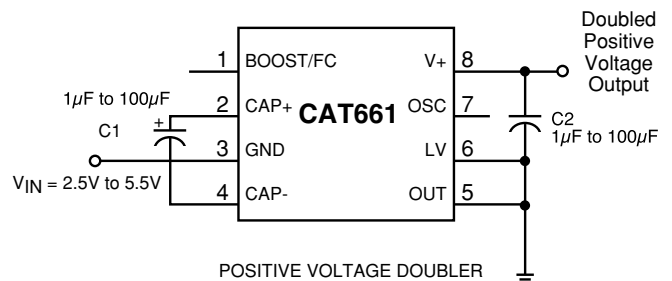 Doubled
Positive
Voltage
Output
1 BOOST/FC V+ 8
1µF to 100µF
C1
+
2 CAP+ CAT661 OSC 7
C2
1µF to 100µF
3 GND LV 6
VIN = 2.5V to 5.5V
4 CAP- OUT 5
POSITIVE VOLTAGE DOUBLER